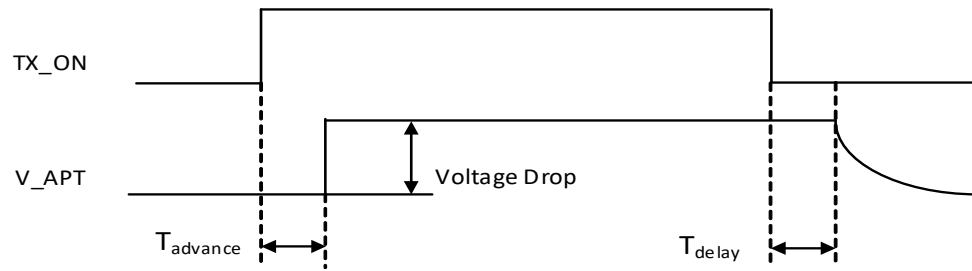 TX_ON
V_APT
Voltage Drop
Tadvance
Tdelay